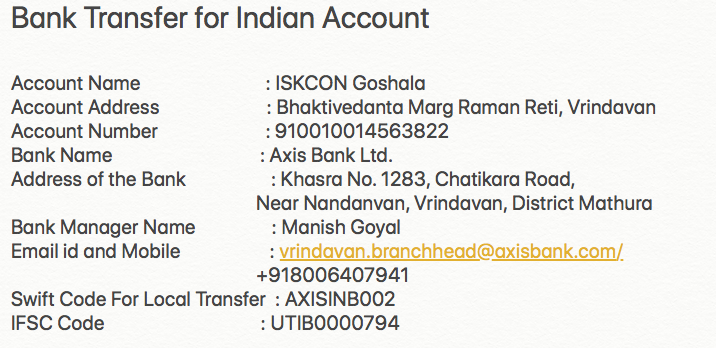 Bank Transfer for Indian Account
Account Name : ISKCON Goshala
Account Address : Bhaktivedanta Marg Raman Reti, Vrindavan
Account Number : 910010014563822
Bank Name : Axis Bank Ltd.
Address of the Bank : Khasra No. 1283, Chatikara Road,
Near Nandanvan, Vrindavan, District Mathura
Bank Manager Name : Manish Goyal
Email id and Mobile : vrindavan.branchhead@axisbank.com/
+918006407941
Swift Code For Local Transfer : AXISINB002
IFSC Code : UTIB0000794